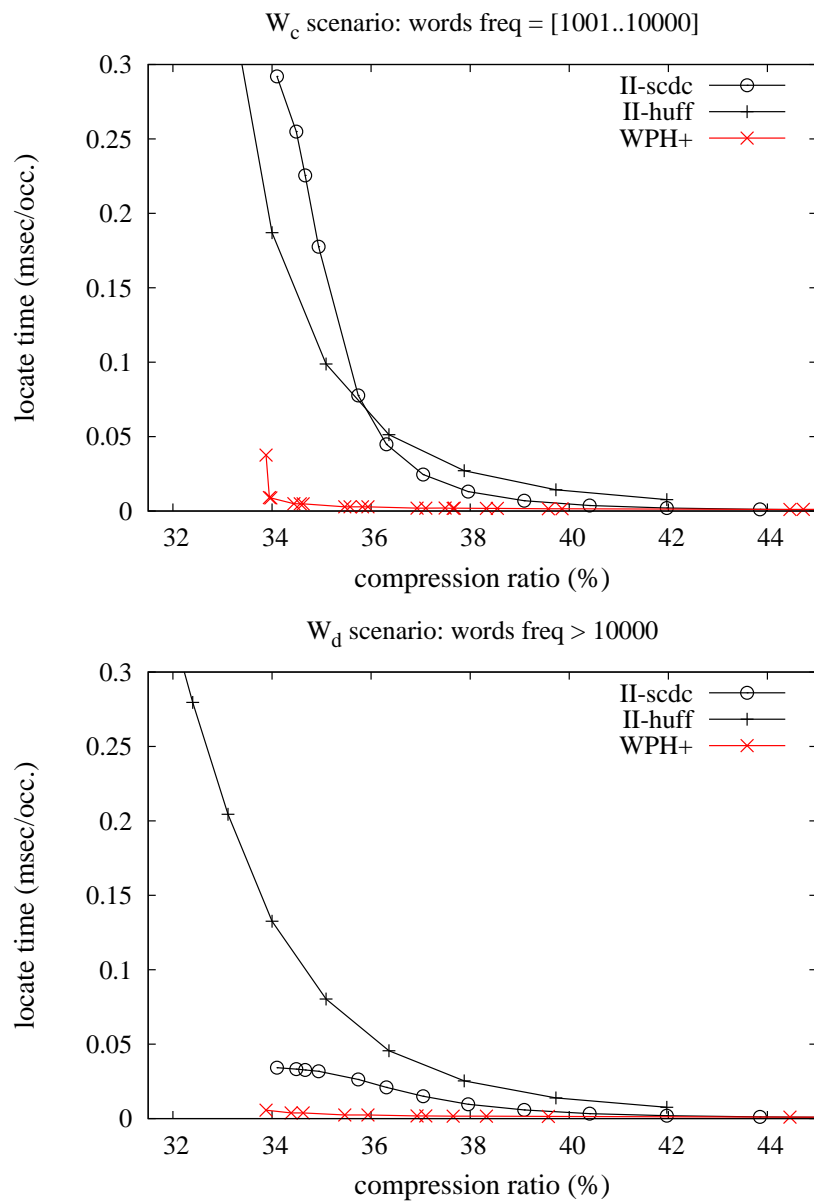 W_c scenario: words freq = [1001..10000]
0.3
0.25
0.2
0.15
0.1
0.05
0
locate time (msec/occ.)
II-scdc
II-huff
WPH+
32 34 36 38 40 42 44
compression ratio (%)
W_d scenario: words freq > 10000
0.3
0.25
0.2
0.15
0.1
0.05
0
locate time (msec/occ.)
II-scdc
II-huff
WPH+
32 34 36 38 40 42 44
compression ratio (%)